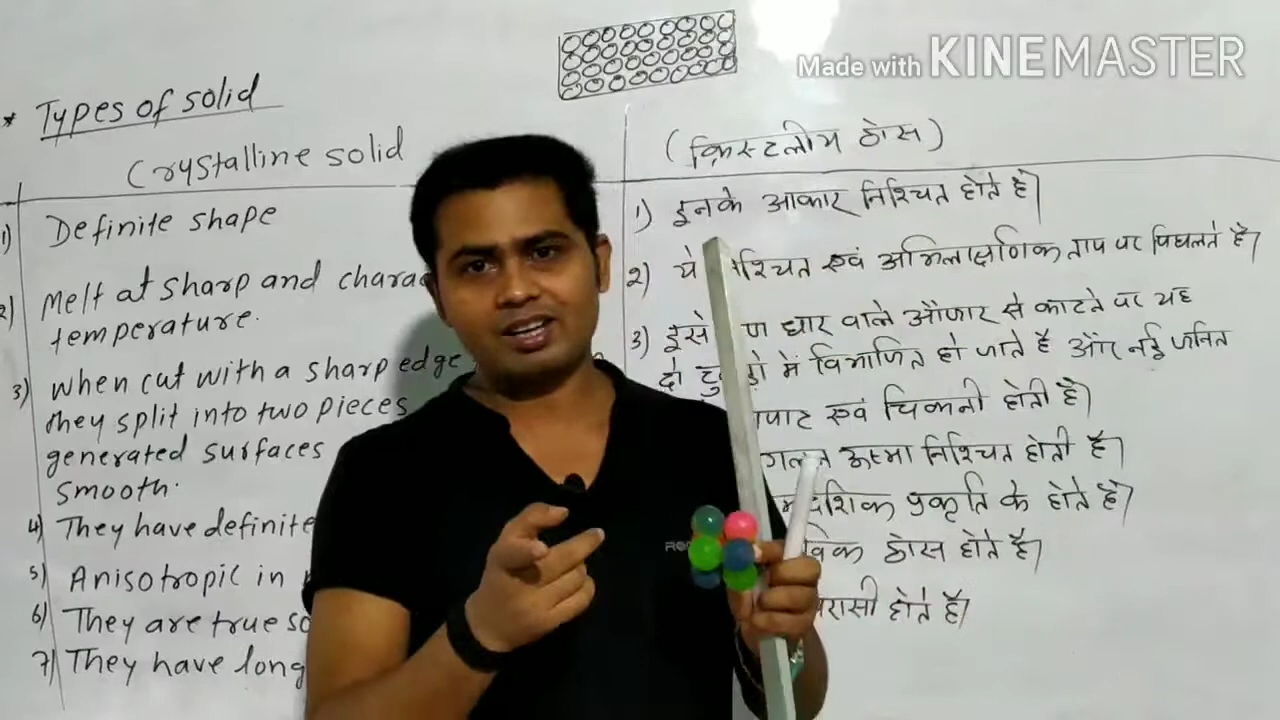 Made with KINEMASTER
* Types of solid
Crystalline solid
(क्रिस्टलीय ठोस)
1) Definite shape
2) Melt at sharp and charac
temperature.
3) When cut with a sharp edge
they split into two pieces
generated surfaces
smooth.
4) They have definite
5) Anisotropic in
6) They are true so
7) They have long
1) इनके आकार निश्चित होते है।
2) ये श्चित एवं अभिलाक्षणिक ताप पर पिघलते है।
3) इसे ण धार वाले औजार से काटने पर यह
दो टु ड़ो में विभाजित हो जाते है और नई जनित
पाट एवं चिकनी होती है।
गलन ऊष्मा निश्चित होती है।
मदैशिक प्रकृति के होते है।
विक ठोस होते है।
परासी होते है।